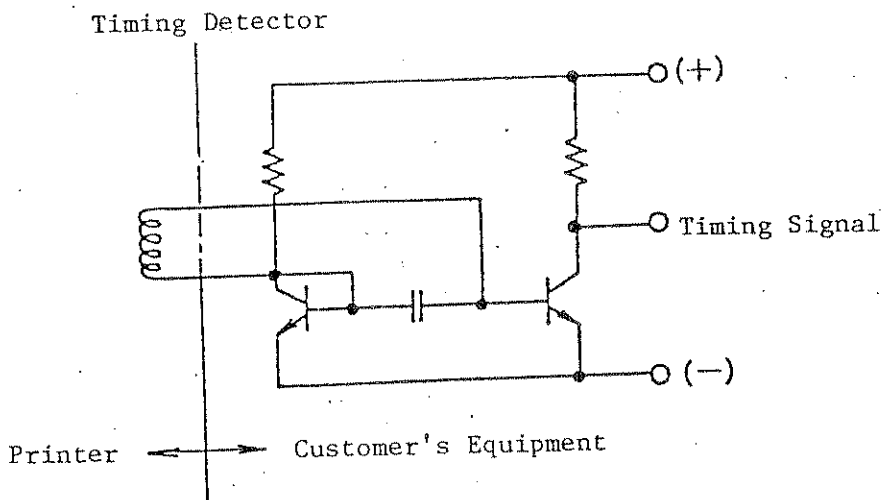 Timing Detector
(+)
Timing Signal
(—)
Printer
Customer's Equipment